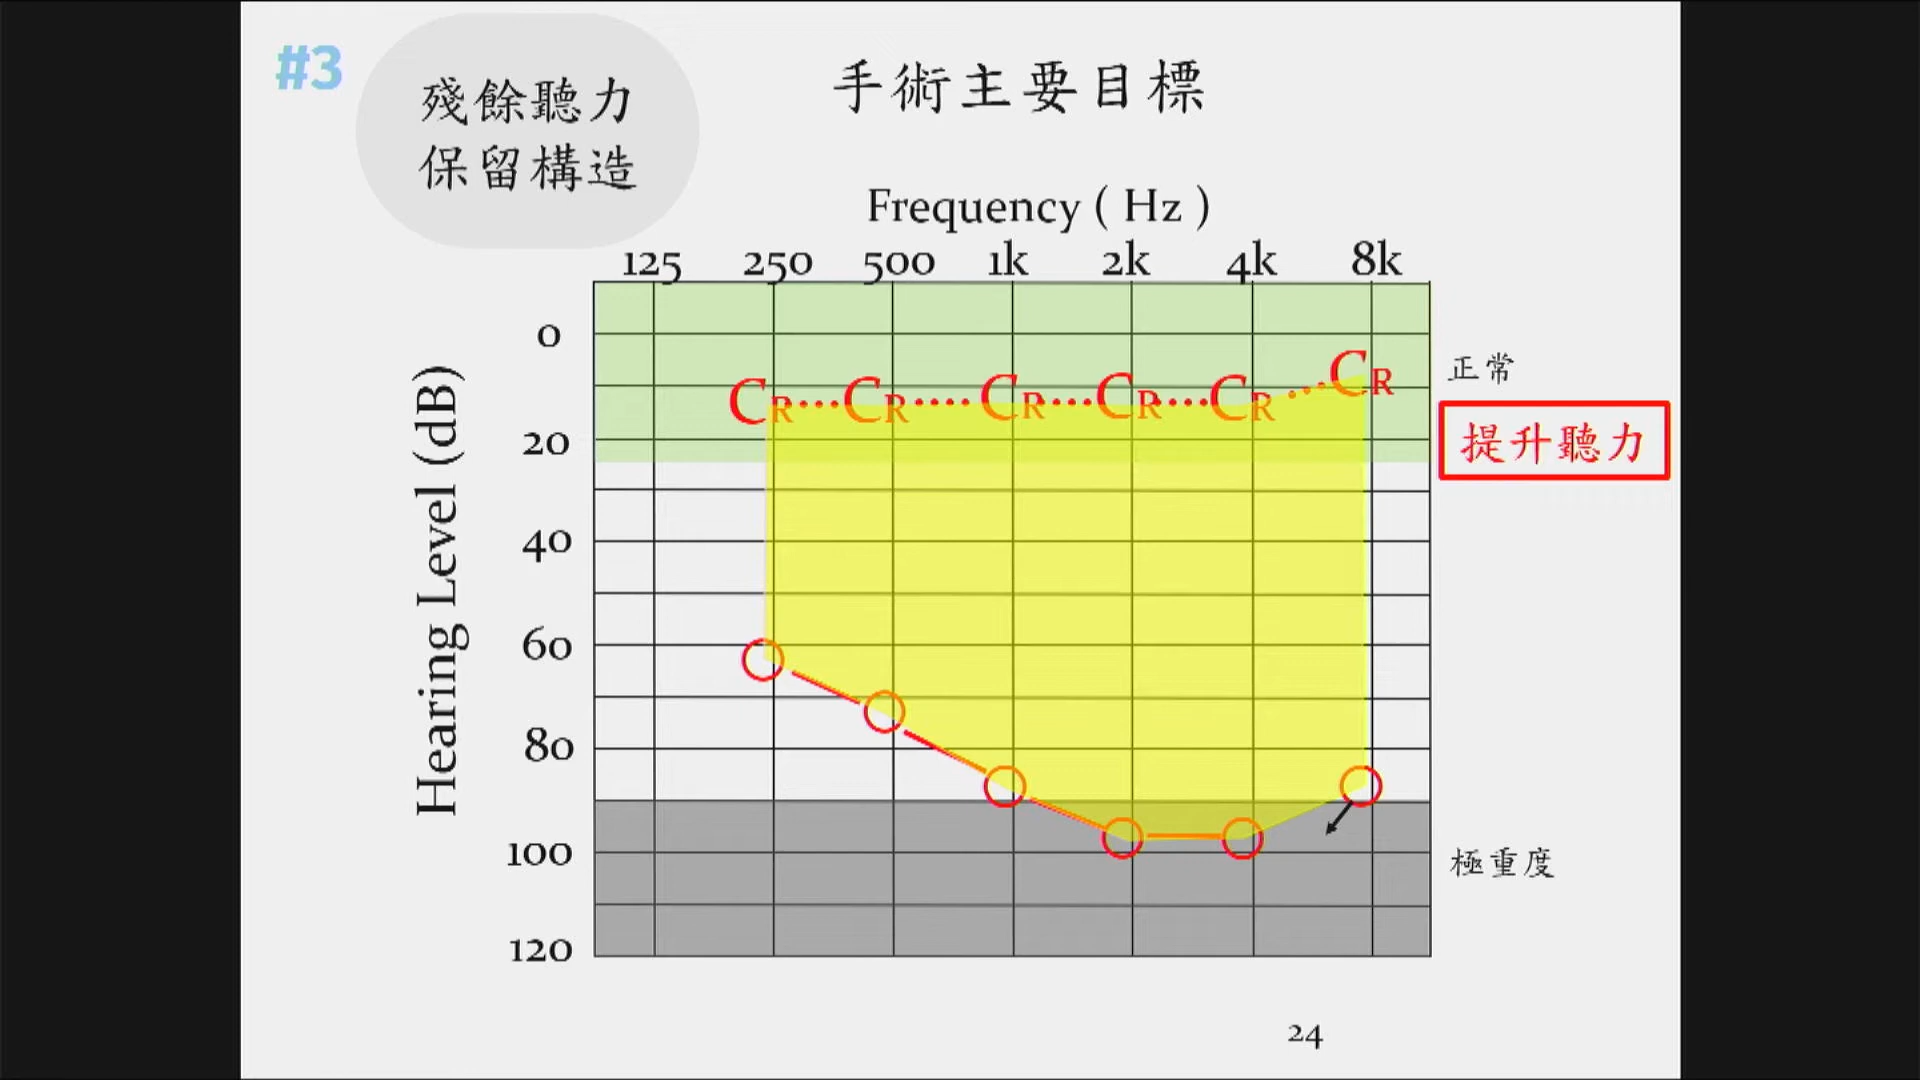 #3
殘餘聽力
保留構造
手術主要目標
Frequency ( Hz )
125 250 500 1k 2k 4k 8k
Hearing Level (dB)
0
20
40
60
80
100
120
CR CR CR CR CR CR
正常
提升聽力
極重度
24